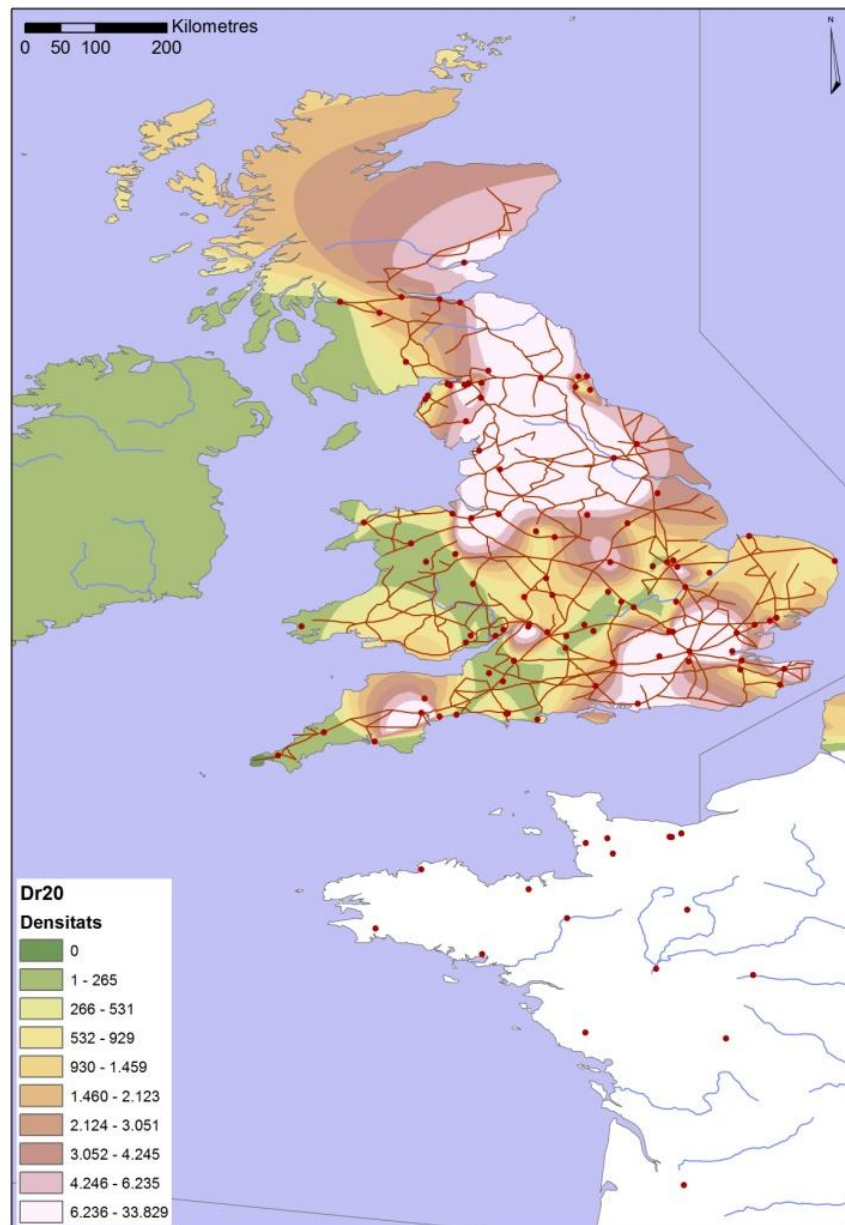 Kilometres
0 50 100 200
N
Dr20
Densitats
0
1 - 265
266 - 531
532 - 929
930 - 1.459
1.460 - 2.123
2.124 - 3.051
3.052 - 4.245
4.246 - 6.235
6.236 - 33.829